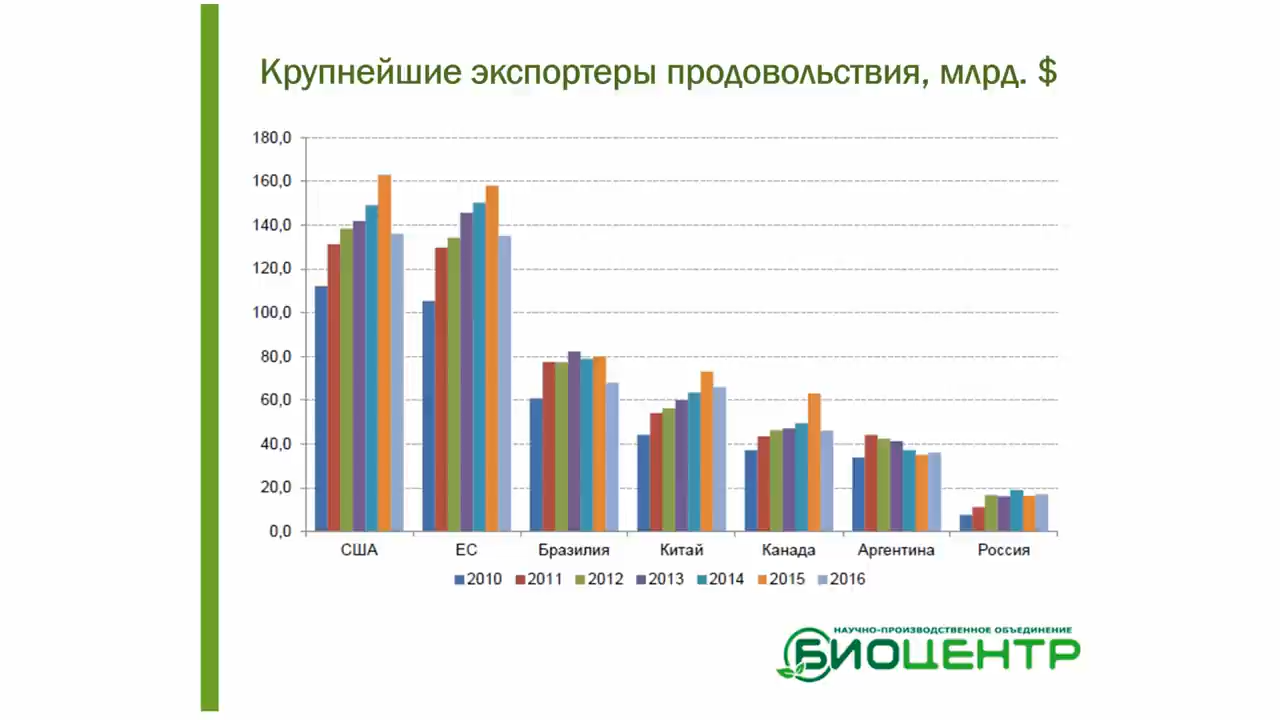 Крупнейшие экспортеры продовольствия, млрд. $
180,0
160,0
140,0
120,0
100,0
80,0
60,0
40,0
20,0
0,0
США ЕС Бразилия Китай Канада Аргентина Россия
2010 2011 2012 2013 2014 2015 2016
НАУЧНО-ПРОИЗВОДСТВЕННОЕ ОБЪЕДИНЕНИЕ
БИОЦЕНТР